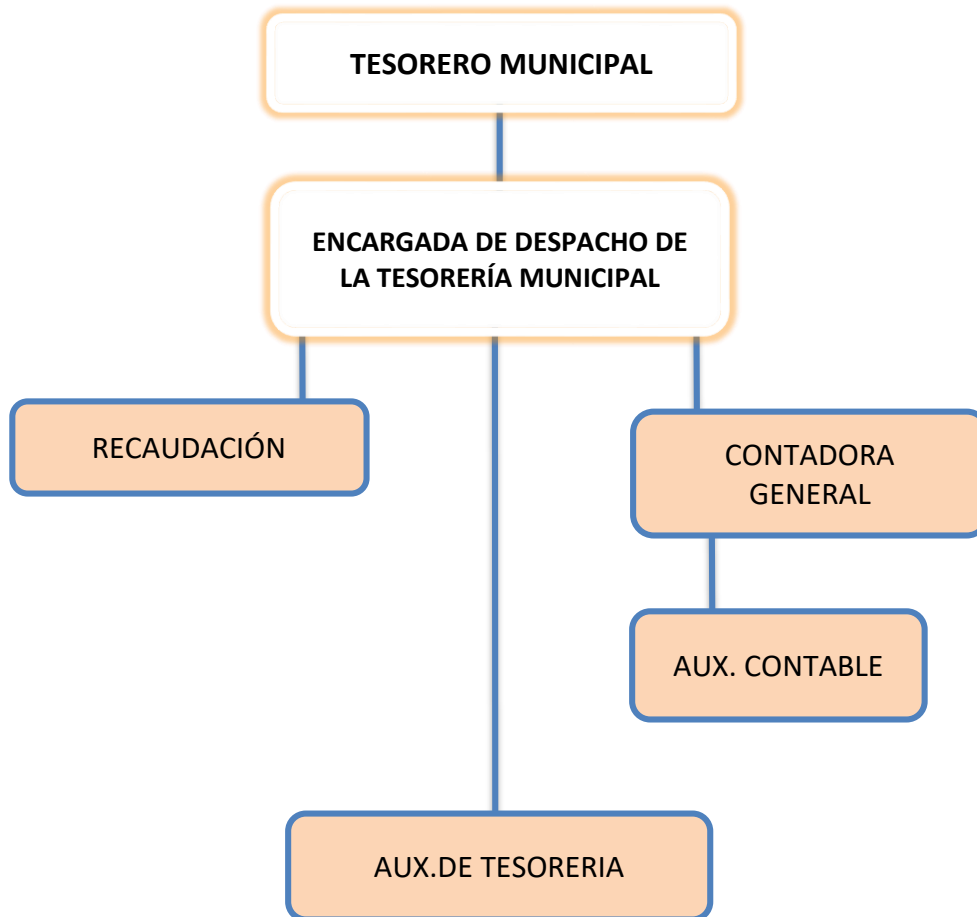 TESORERO MUNICIPAL
ENCARGADA DE DESPACHO DE
LA TESORERÍA MUNICIPAL
RECAUDACIÓN
CONTADORA
GENERAL
AUX. CONTABLE
AUX.DE TESORERIA